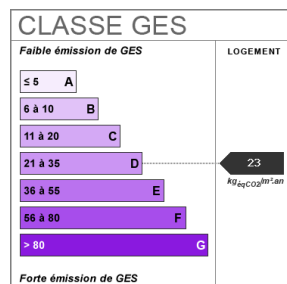 CLASSE GES
Faible émission de GES
LOGEMENT
≤ 5 A
6 à 10 B
11 à 20 C
21 à 35 D
23
kgéqCO2/m².an
36 à 55 E
56 à 80 F
> 80 G
Forte émission de GES